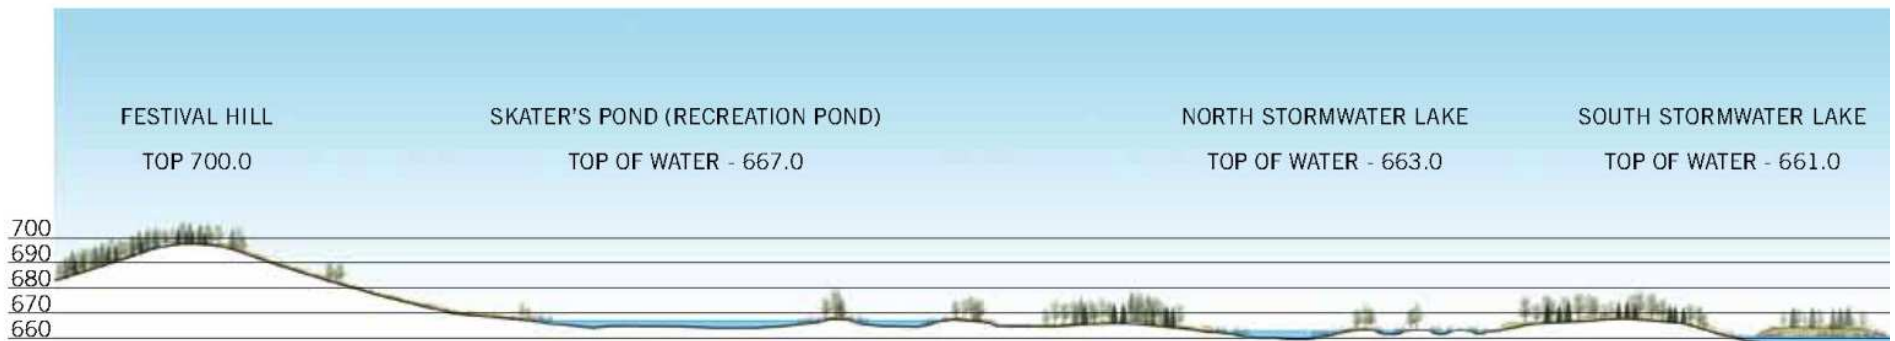 FESTIVAL HILL
TOP 700.0
SKATER'S POND (RECREATION POND)
TOP OF WATER - 667.0
NORTH STORMWATER LAKE
TOP OF WATER - 663.0
SOUTH STORMWATER LAKE
TOP OF WATER - 661.0
700
690
680
670
660